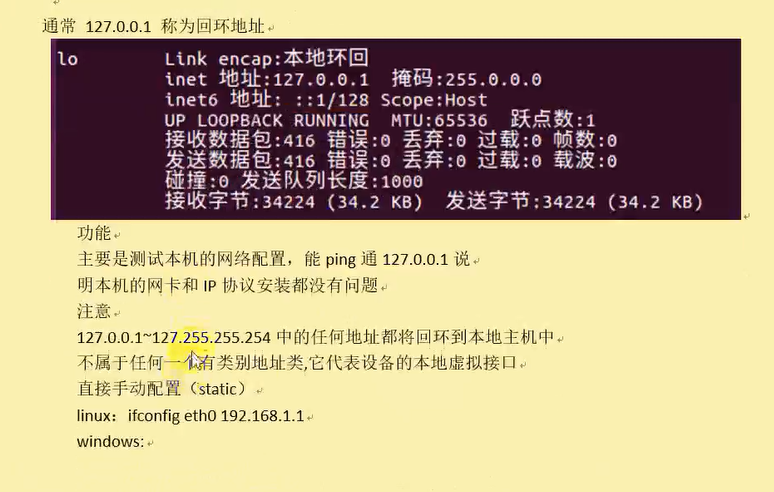 通常 127.0.0.1 称为回环地址
lo Link encap:本地环回
inet 地址:127.0.0.1 掩码:255.0.0.0
inet6 地址: ::1/128 Scope:Host
UP LOOPBACK RUNNING MTU:65536 跃点数:1
接收数据包:416 错误:0 丢弃:0 过载:0 帧数:0
发送数据包:416 错误:0 丢弃:0 过载:0 载波:0
碰撞:0 发送队列长度:1000
接收字节:34224 (34.2 KB) 发送字节:34224 (34.2 KB)
功能
主要是测试本机的网络配置，能 ping 通 127.0.0.1 说
明本机的网卡和 IP 协议安装都没有问题
注意
127.0.0.1~127.255.255.254 中的任何地址都将回环到本地主机中
不属于任何一个有类别地址类,它代表设备的本地虚拟接口
直接手动配置（static）
linux：ifconfig eth0 192.168.1.1
windows: